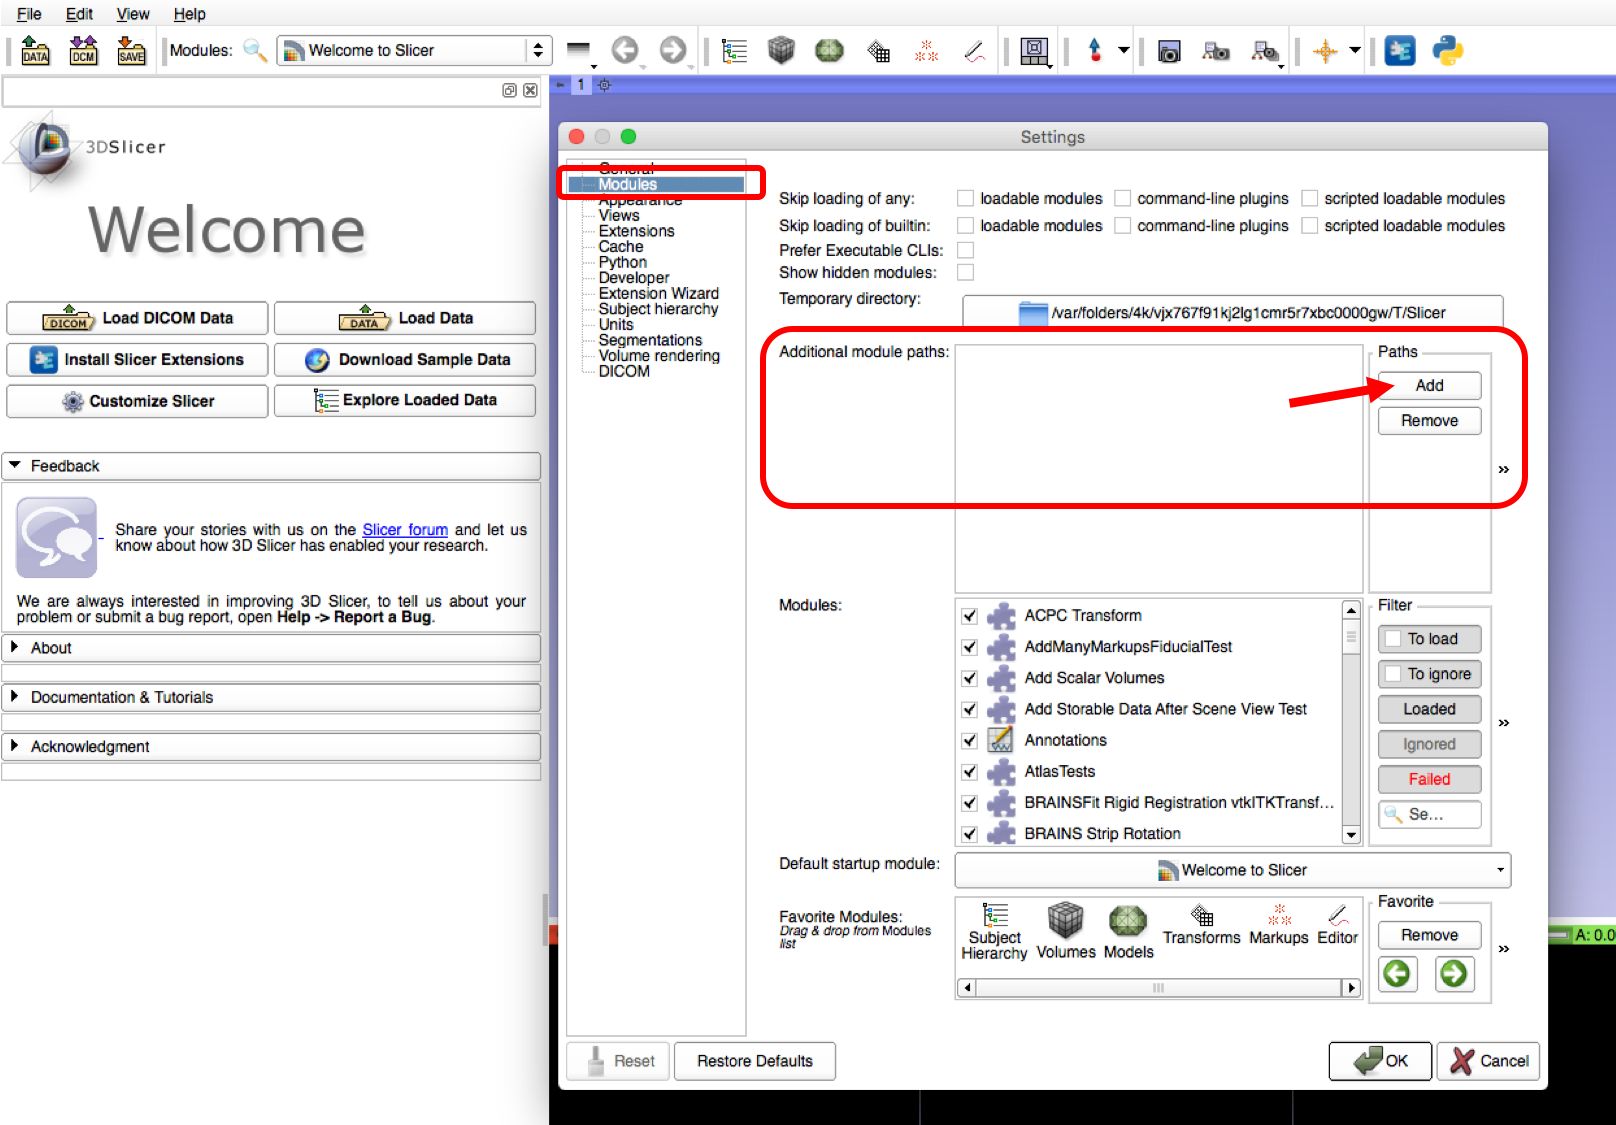 File Edit View Help
DATA DCM SAVE Modules: Welcome to Slicer
1
3DSlicer
Welcome
DICOM Load DICOM Data
DATA Load Data
Install Slicer Extensions
Download Sample Data
Customize Slicer
Explore Loaded Data
Feedback
Share your stories with us on the Slicer forum and let us
know about how 3D Slicer has enabled your research.
We are always interested in improving 3D Slicer, to tell us about your
problem or submit a bug report, open Help -> Report a Bug.
About
Documentation & Tutorials
Acknowledgment
Settings
General
Modules
Appearance
Views
Extensions
Cache
Python
Developer
Extension Wizard
Subject hierarchy
Units
Segmentations
Volume rendering
DICOM
Skip loading of any: loadable modules command-line plugins scripted loadable modules
Skip loading of builtin: loadable modules command-line plugins scripted loadable modules
Prefer Executable CLIs:
Show hidden modules:
Temporary directory: /var/folders/4k/vjx767f91kj2lg1cmr5r7xbc0000gw/T/Slicer
Additional module paths:
Paths
Add
Remove
»
Modules:
ACPC Transform
AddManyMarkupsFiducialTest
Add Scalar Volumes
Add Storable Data After Scene View Test
Annotations
AtlasTests
BRAINSFit Rigid Registration vtkITKTransf...
BRAINS Strip Rotation
Filter
To load
To ignore
Loaded
Ignored
Failed
Se...
»
Default startup module: Welcome to Slicer
Favorite Modules:
Drag & drop from Modules
list
Subject
Hierarchy
Volumes
Models
Transforms
Markups
Editor
Favorite
Remove
»
A: 0.0
Reset Restore Defaults OK Cancel